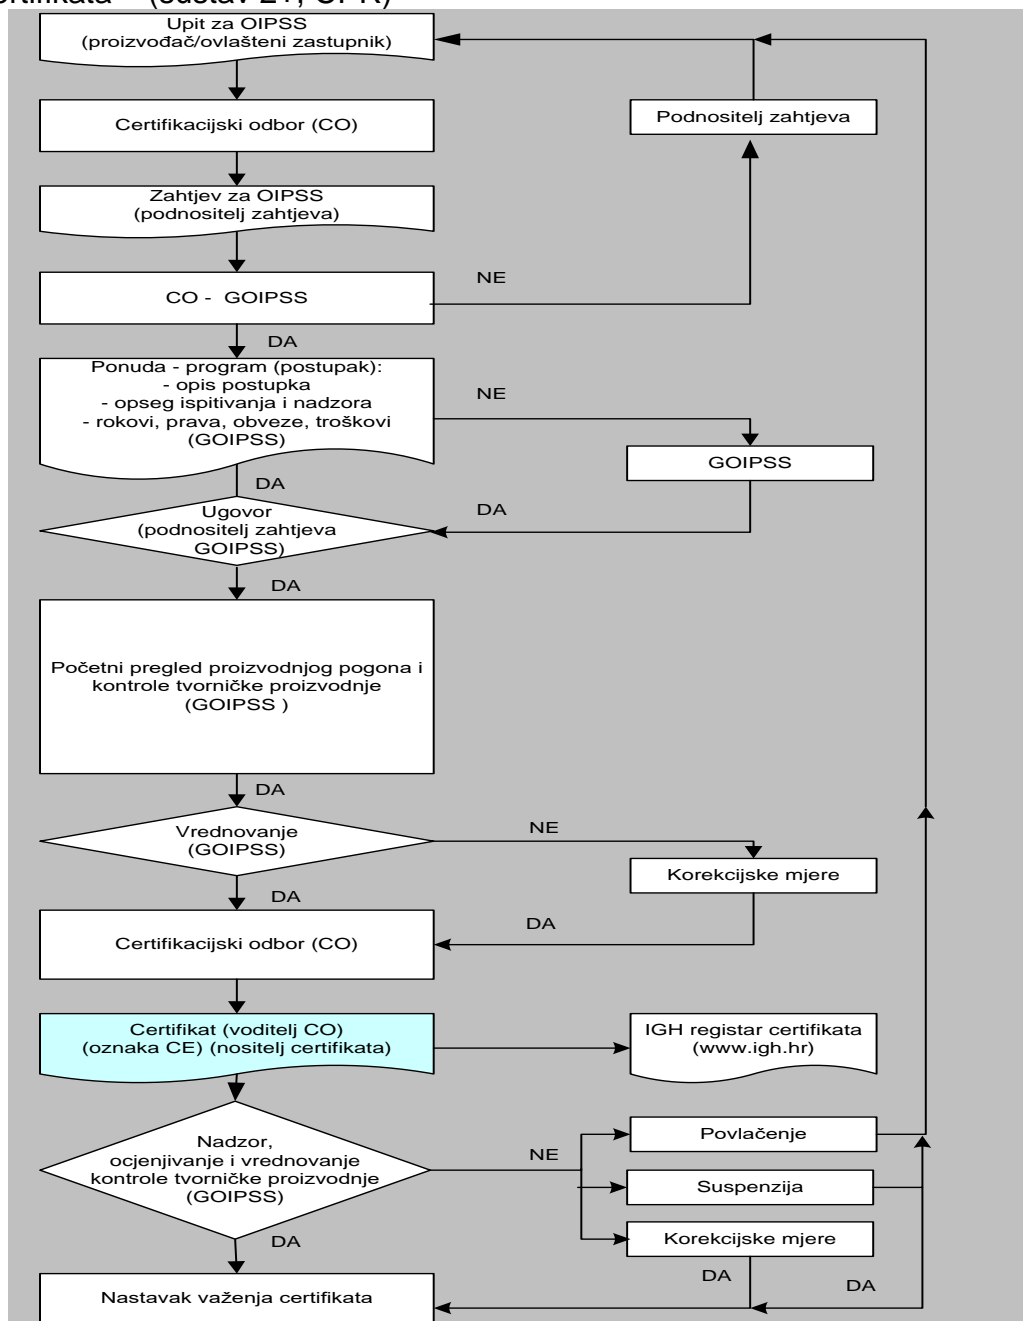 (sustav 2+, CPR)
Upit za OIPSS
(proizvođač/ovlašteni zastupnik)
Certifikacijski odbor (CO)
Podnositelj zahtjeva
Zahtjev za OIPSS
(podnositelj zahtjeva)
CO - GOIPSS
NE
DA
Ponuda - program (postupak):
- opis postupka
- opseg ispitivanja i nadzora
- rokovi, prava, obveze, troškovi
(GOIPSS)
NE
GOIPSS
DA
DA
Ugovor
(podnositelj zahtjeva
GOIPSS)
DA
Početni pregled proizvodnjog pogona i
kontrole tvorničke proizvodnje
(GOIPSS )
DA
Vrednovanje
(GOIPSS)
NE
Korekcijske mjere
DA
DA
Certifikacijski odbor (CO)
Certifikat (voditelj CO)
(oznaka CE) (nositelj certifikata)
IGH registar certifikata
(www.igh.hr)
Nadzor,
ocjenjivanje i vrednovanje
kontrole tvorničke proizvodnje
(GOIPSS)
NE
Povlačenje
Suspenzija
Korekcijske mjere
DA
DA
DA
Nastavak važenja certifikata